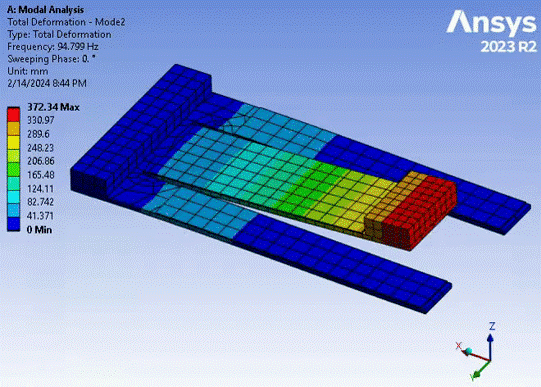 A: Modal Analysis
Total Deformation - Mode2
Type: Total Deformation
Frequency: 94.799 Hz
Sweeping Phase: 0. °
Unit: mm
2/14/2024 8:44 PM
Ansys
2023 R2
372.34 Max
330.97
289.6
248.23
206.86
165.48
124.11
82.742
41.371
0 Min
Z
X
Y